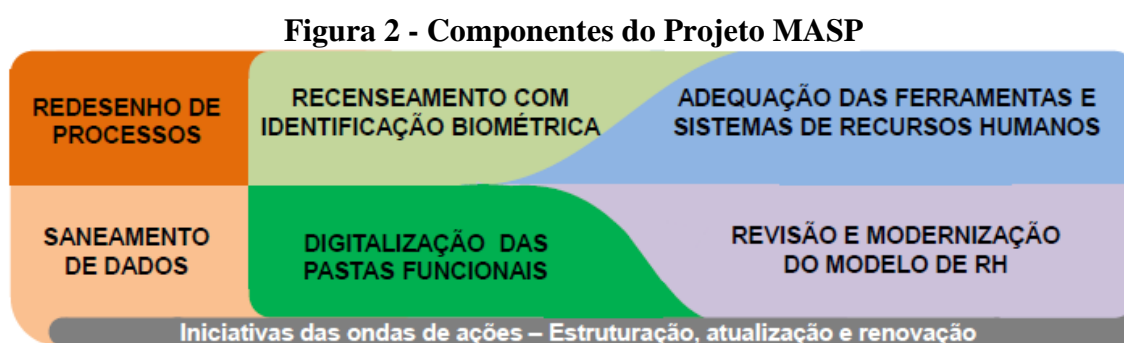 Figura 2 - Componentes do Projeto MASP
REDESENHO DE
PROCESSOS
RECENSEAMENTO COM
IDENTIFICAÇÃO BIOMÉTRICA
ADEQUAÇÃO DAS FERRAMENTAS E
SISTEMAS DE RECURSOS HUMANOS
SANEAMENTO
DE DADOS
DIGITALIZAÇÃO DAS
PASTAS FUNCIONAIS
REVISÃO E MODERNIZAÇÃO
DO MODELO DE RH
Iniciativas das ondas de ações – Estruturação, atualização e renovação